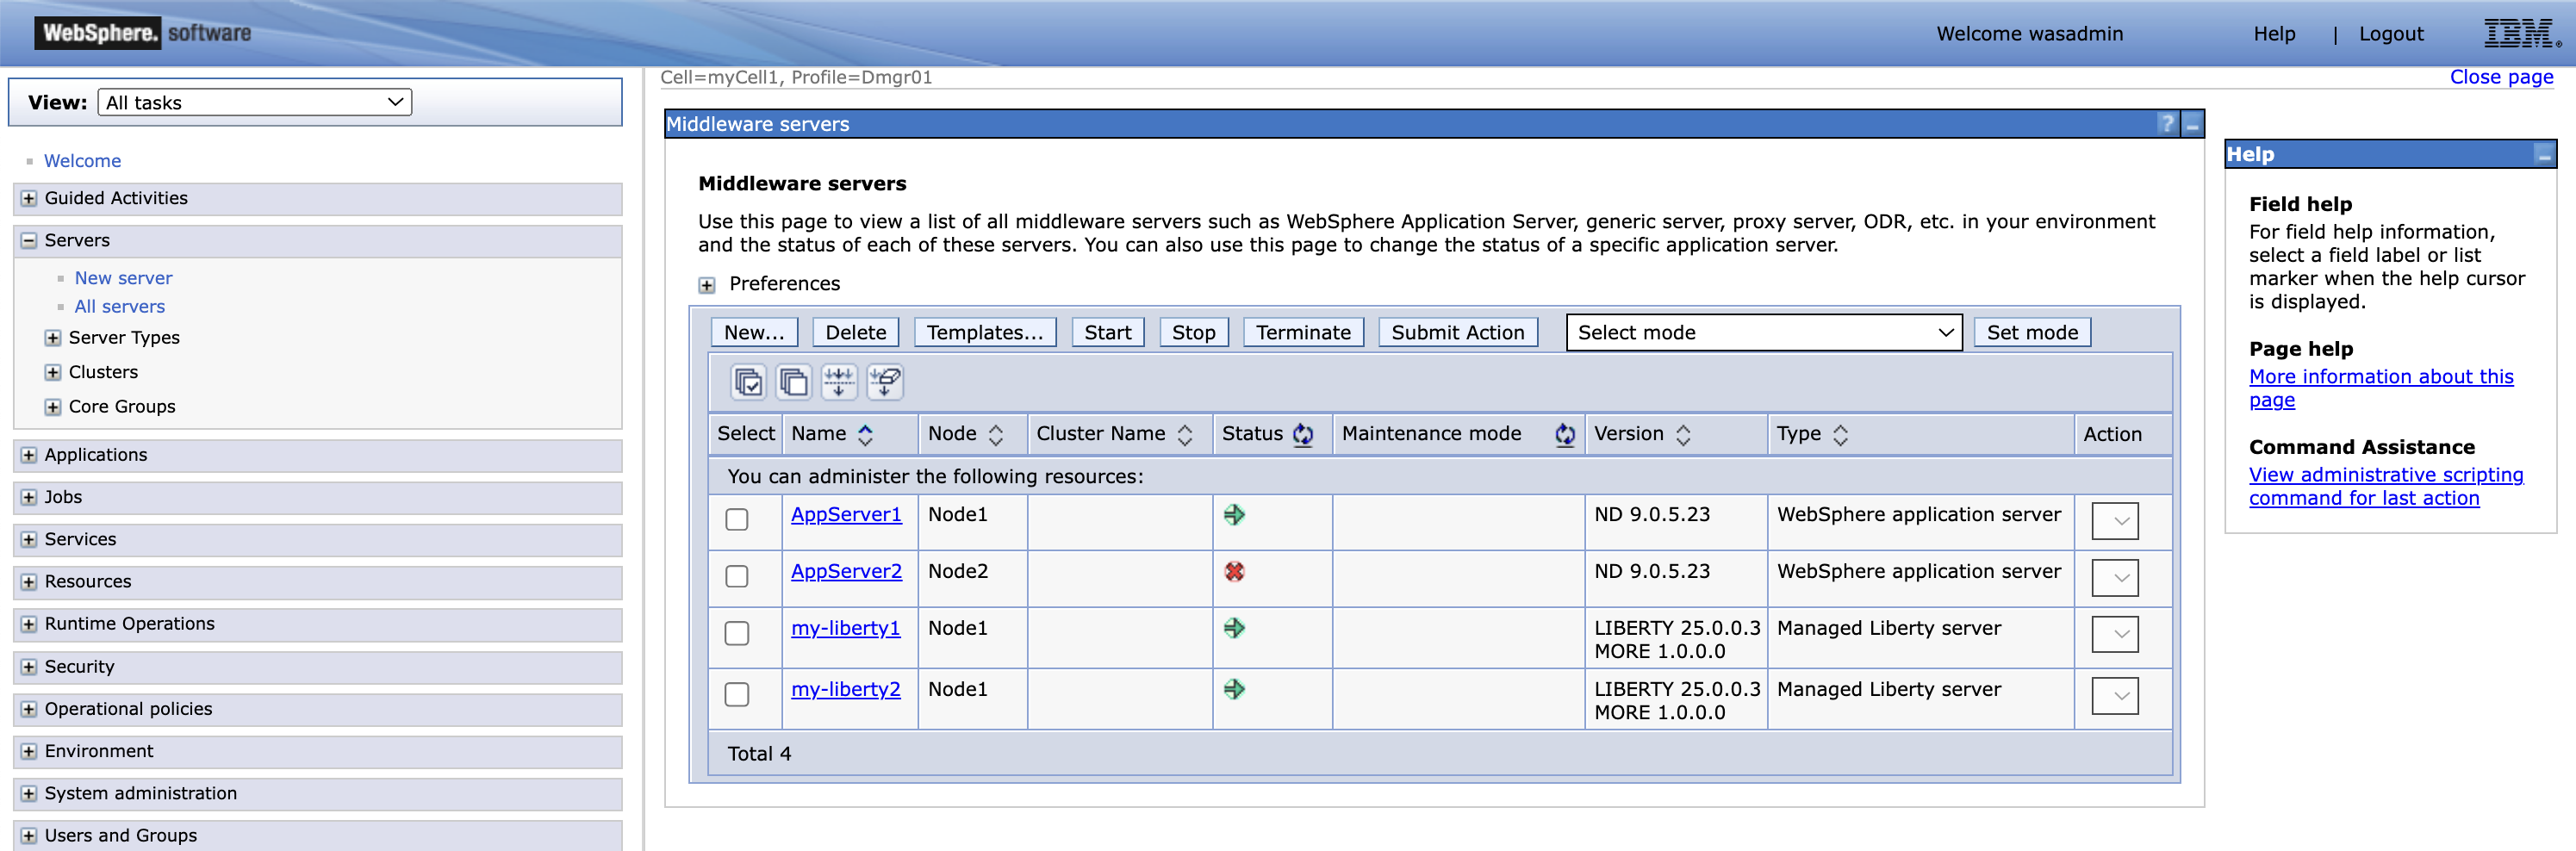 WebSphere. software
Welcome wasadmin
Help | Logout
IBM®
View: All tasks
Welcome
Guided Activities
Servers
New server
All servers
Server Types
Clusters
Core Groups
Applications
Jobs
Services
Resources
Runtime Operations
Security
Operational policies
Environment
System administration
Users and Groups
Cell=myCell1, Profile=Dmgr01
Close page
Middleware servers
?
Middleware servers
Use this page to view a list of all middleware servers such as WebSphere Application Server, generic server, proxy server, ODR, etc. in your environment
and the status of each of these servers. You can also use this page to change the status of a specific application server.
Preferences
New... Delete Templates... Start Stop Terminate Submit Action Select mode Set mode
Select Name Node Cluster Name Status Maintenance mode Version Type Action
You can administer the following resources:
AppServer1 Node1 ND 9.0.5.23 WebSphere application server
AppServer2 Node2 ND 9.0.5.23 WebSphere application server
my-liberty1 Node1 LIBERTY 25.0.0.3 Managed Liberty server
MORE 1.0.0.0
my-liberty2 Node1 LIBERTY 25.0.0.3 Managed Liberty server
MORE 1.0.0.0
Total 4
Help
Field help
For field help information,
select a field label or list
marker when the help cursor
is displayed.
Page help
More information about this
page
Command Assistance
View administrative scripting
command for last action